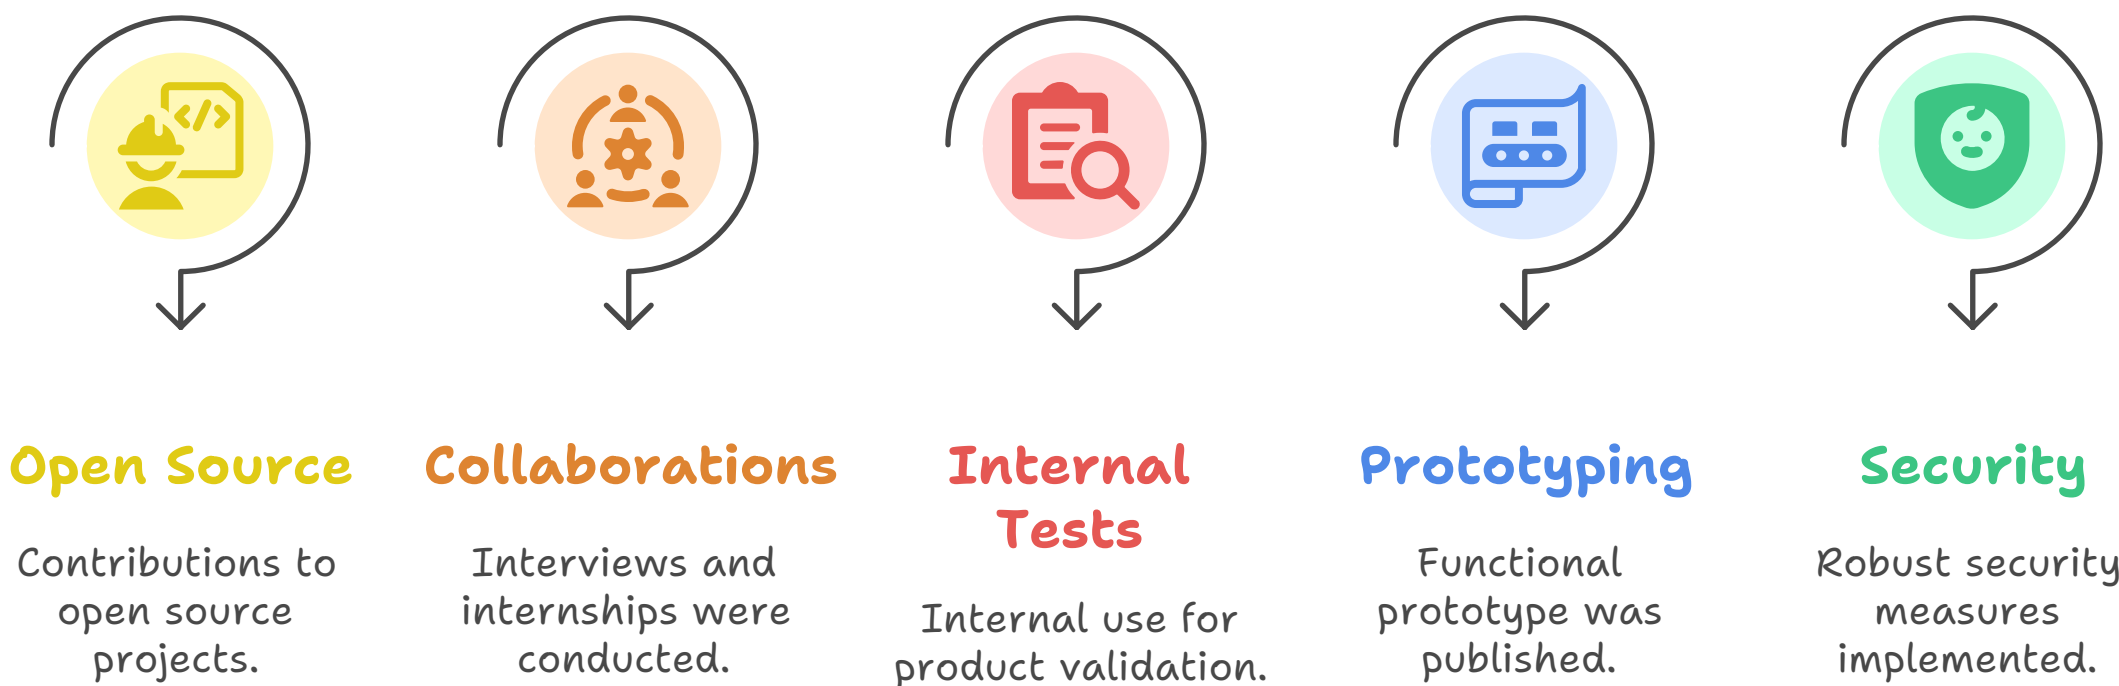 Open Source
Contributions to
open source
projects.
Collaborations
Interviews and
internships were
conducted.
Internal
Tests
Internal use for
product validation.
Prototyping
Functional
prototype was
published.
Security
Robust security
measures
implemented.